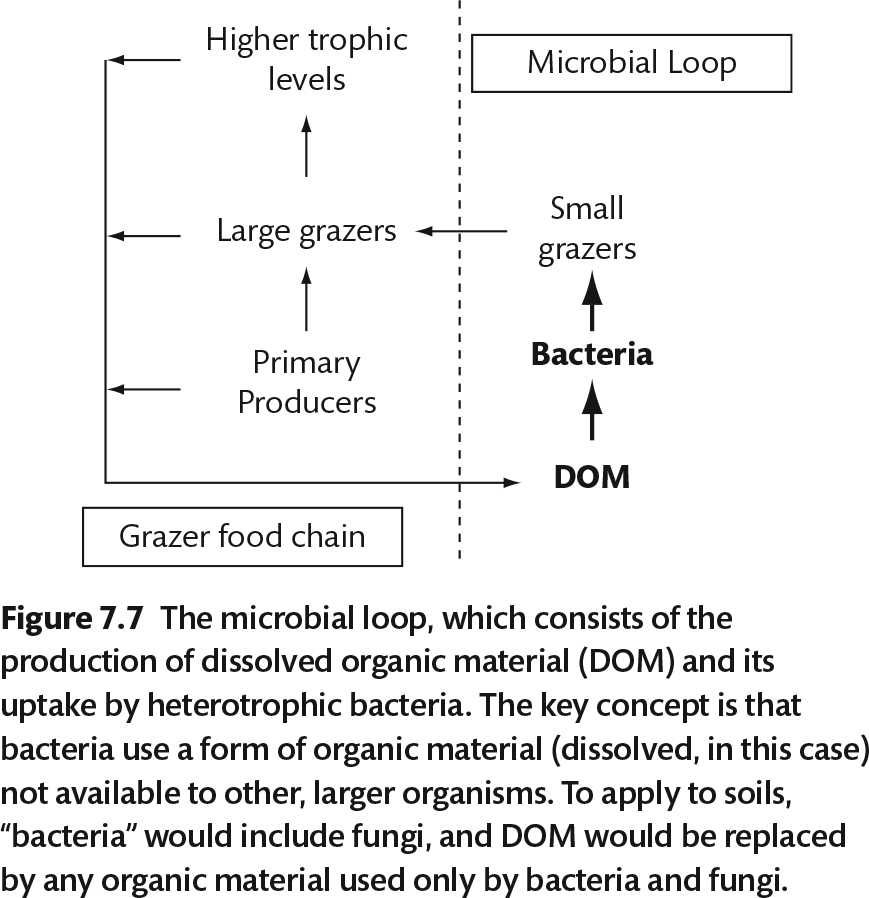 Higher trophic
levels
Microbial Loop
Large grazers
Small
grazers
Primary
Producers
Bacteria
DOM
Grazer food chain
Figure 7.7 The microbial loop, which consists of the
production of dissolved organic material (DOM) and its
uptake by heterotrophic bacteria. The key concept is that
bacteria use a form of organic material (dissolved, in this case)
not available to other, larger organisms. To apply to soils,
“bacteria” would include fungi, and DOM would be replaced
by any organic material used only by bacteria and fungi.